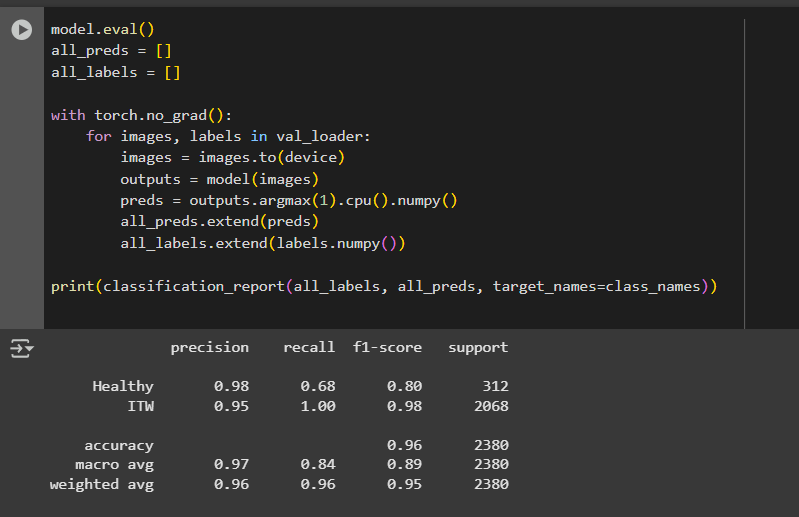 model.eval()
all_preds = []
all_labels = []
with torch.no_grad():
for images, labels in val_loader:
images = images.to(device)
outputs = model(images)
preds = outputs.argmax(1).cpu().numpy()
all_preds.extend(preds)
all_labels.extend(labels.numpy())
print(classification_report(all_labels, all_preds, target_names=class_names))
precision recall f1-score support
Healthy 0.98 0.68 0.80 312
ITW 0.95 1.00 0.98 2068
accuracy 0.96 2380
macro avg 0.97 0.84 0.89 2380
weighted avg 0.96 0.96 0.95 2380